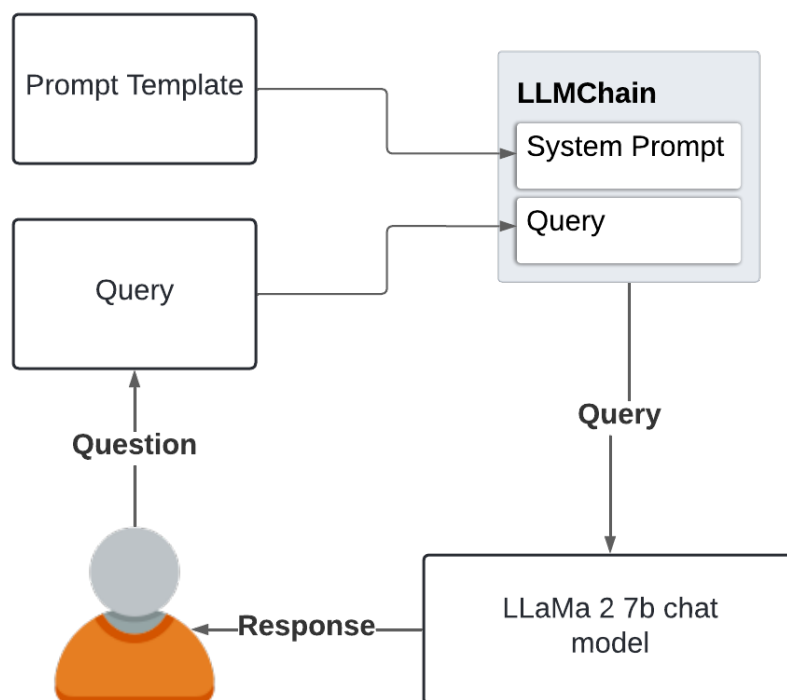 Prompt Template
LLMChain
System Prompt
Query
Query
Query
Question
Response
LLaMa 2 7b chat
model